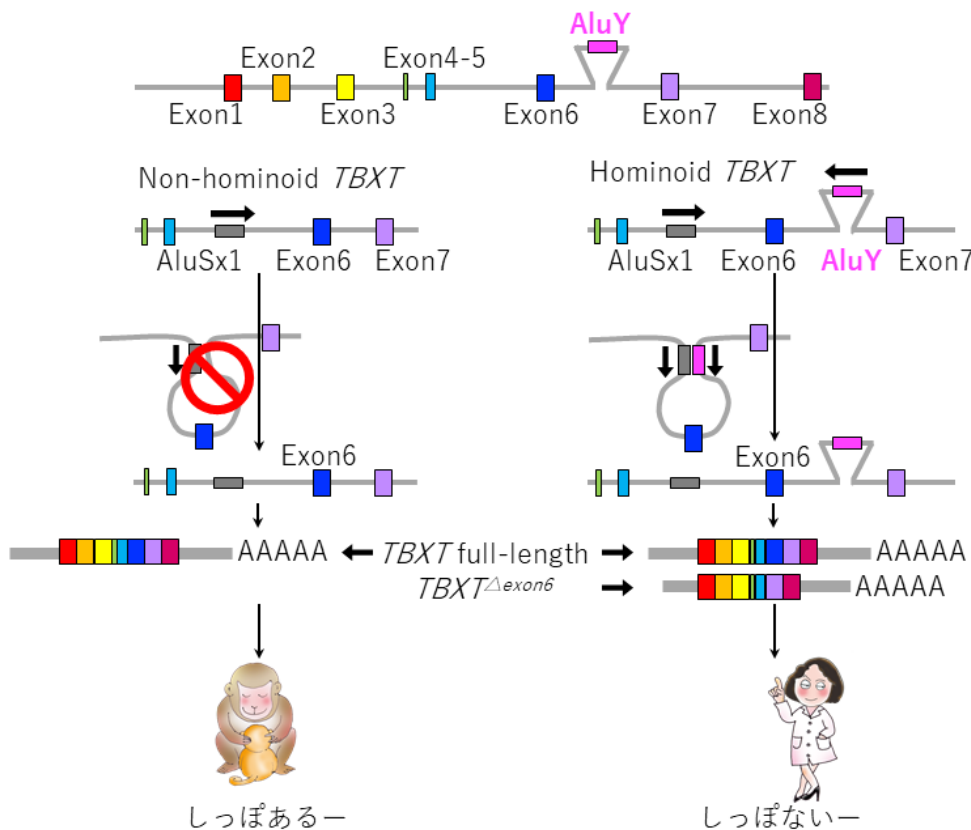 AluY
Exon2 Exon4-5
Exon1 Exon3 Exon6 Exon7 Exon8
Non-hominoid TBXT
AluSx1 Exon6 Exon7
Hominoid TBXT
AluSx1 Exon6 AluY Exon7
Exon6
Exon6
AAAAA TBXT full-length AAAAA
TBXT△exon6 AAAAA
しっぽあるー
しっぽないー